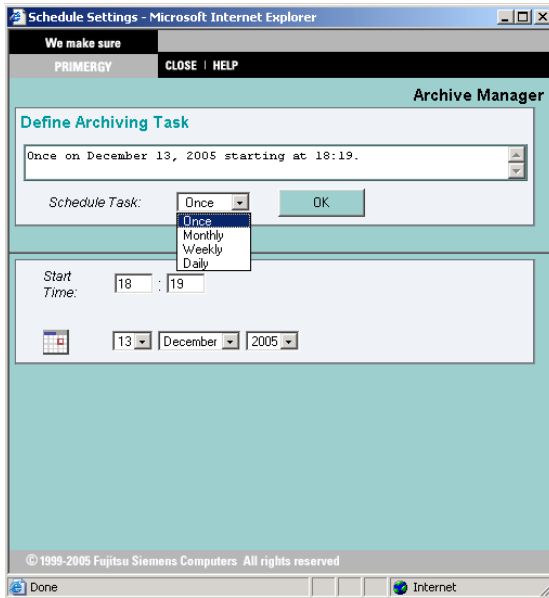 Schedule Settings - Microsoft Internet Explorer
We make sure
PRIMERGY CLOSE | HELP
Archive Manager
Define Archiving Task
Once on December 13, 2005 starting at 18:19.
Schedule Task: Once OK
Once
Monthly
Weekly
Daily
Start
Time: 18 : 19
13 December 2005
© 1999-2005 Fujitsu Siemens Computers All rights reserved
Done Internet